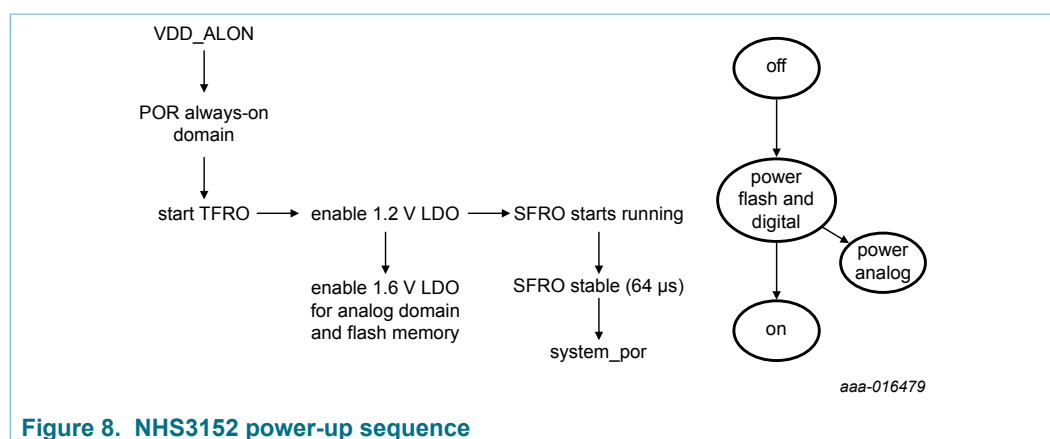 VDD_ALON
POR always-on
domain
start TFRO
enable 1.2 V LDO
SFRO starts running
enable 1.6 V LDO
for analog domain
and flash memory
SFRO stable (64 μs)
system_por
off
power
flash and
digital
power
analog
on
aaa-016479
Figure 8. NHS3152 power-up sequence